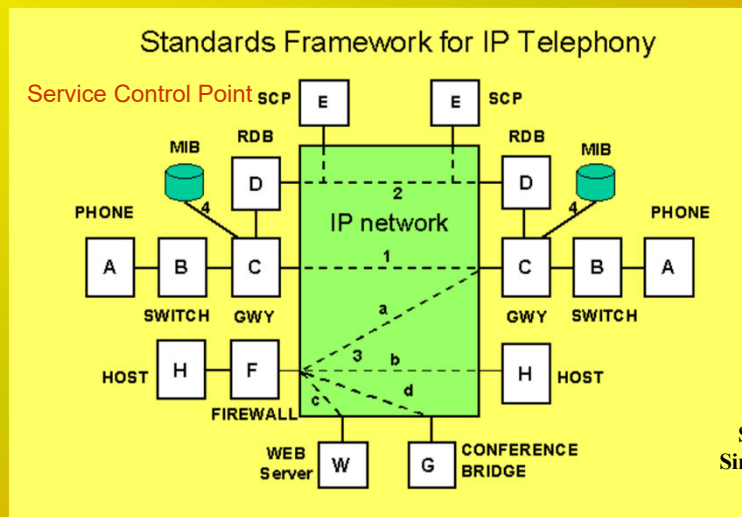 Standards Framework for IP Telephony
Service Control Point SCP E E SCP
RDB RDB
MIB MIB
D 2 D
4 4
IP network
PHONE PHONE
1
A B C C B A
SWITCH GWY GWY SWITCH
a
3 b
HOST H F H HOST
c d
FIREWALL
WEB
Server W G CONFERENCE
BRIDGE